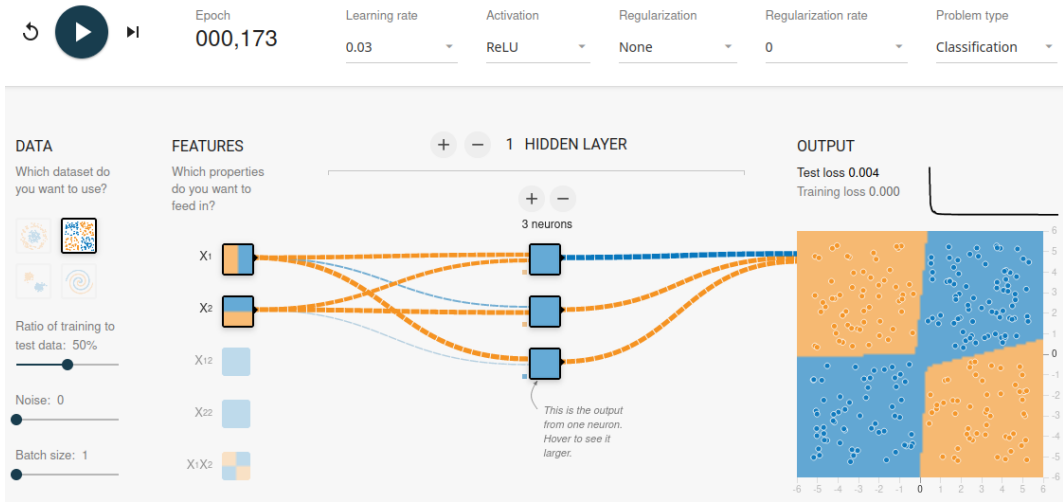 Epoch
000,173
Learning rate
0.03
Activation
ReLU
Regularization
None
Regularization rate
0
Problem type
Classification
DATA
Which dataset do
you want to use?
Ratio of training to
test data: 50%
Noise: 0
Batch size: 1
FEATURES
Which properties
do you want to
feed in?
X1
X2
X12
X22
X1X2
1 HIDDEN LAYER
3 neurons
This is the output
from one neuron.
Hover to see it
larger.
OUTPUT
Test loss 0.004
Training loss 0.000
6
5
4
3
2
1
0
-1
-2
-3
-4
-5
-6
-6 -5 -4 -3 -2 -1 0 1 2 3 4 5 6